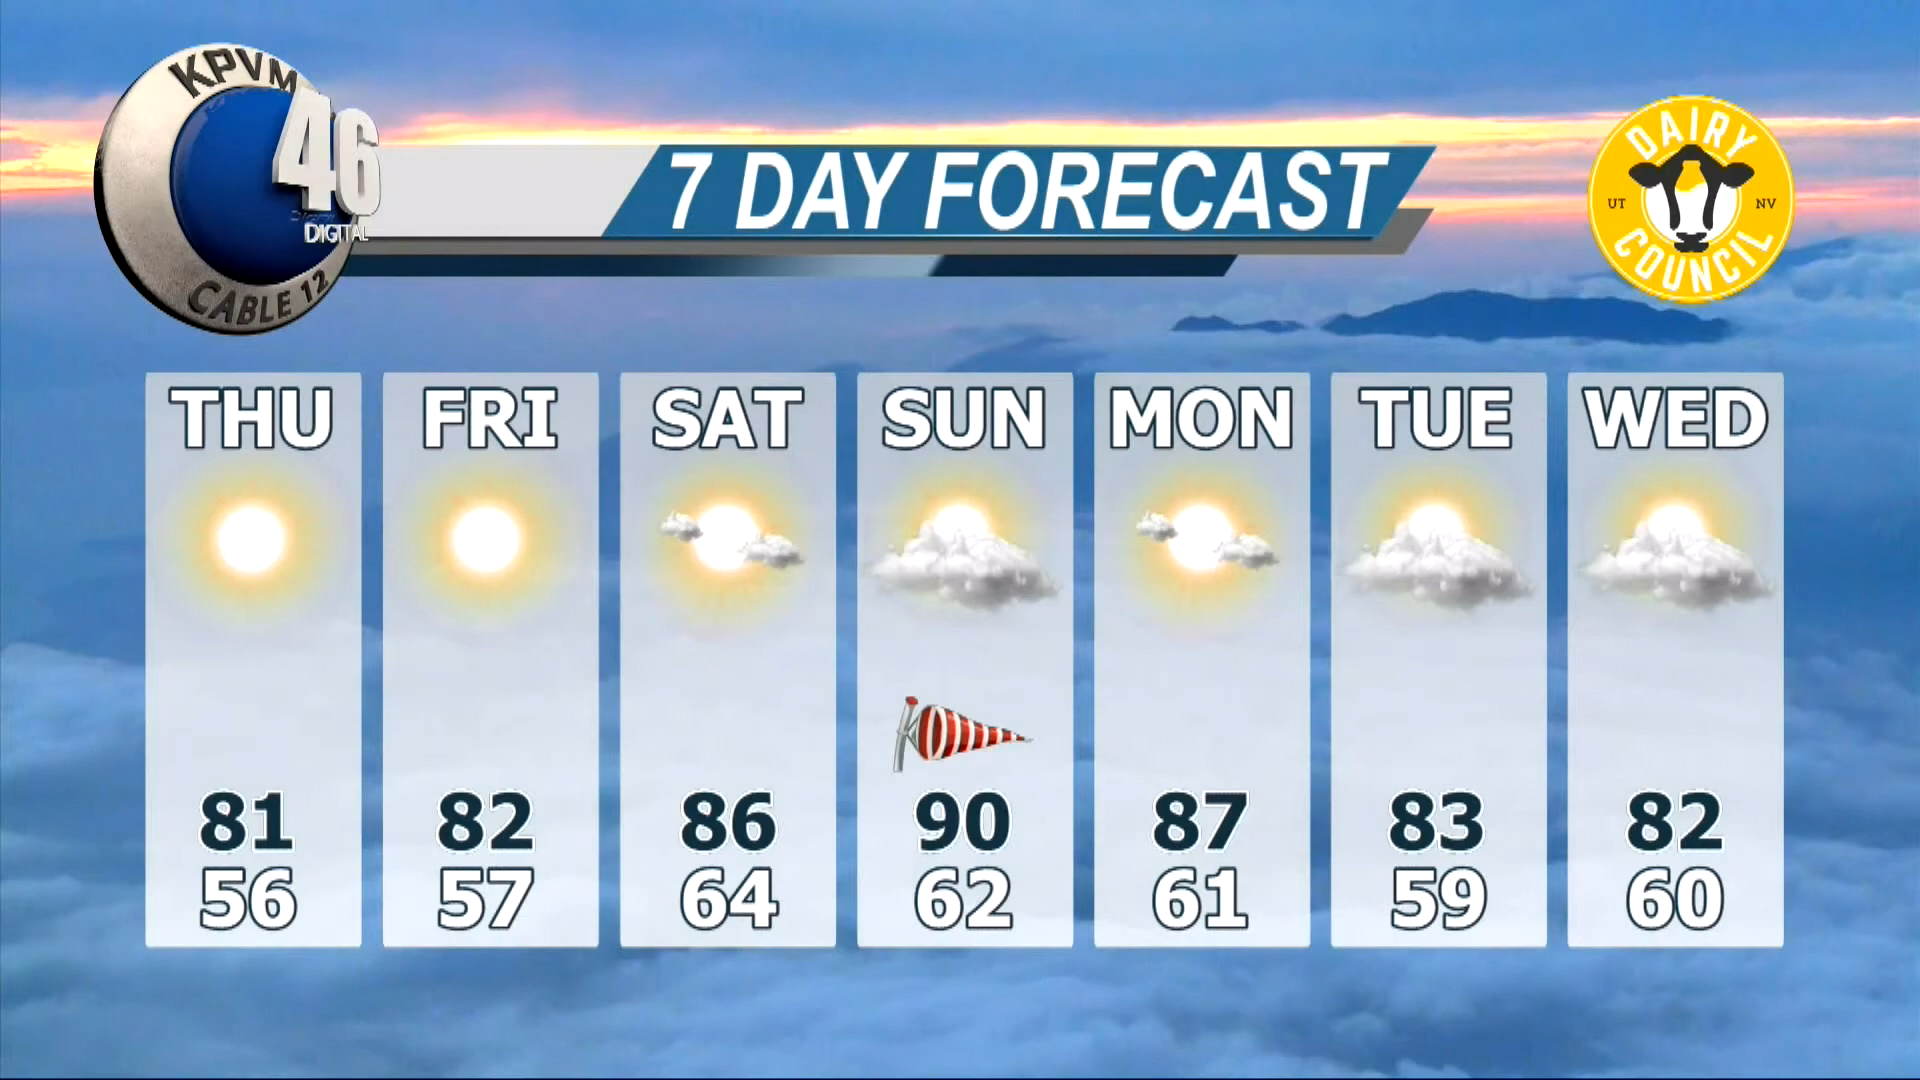 KPVM
46
DIGITAL
CABLE 12
7 DAY FORECAST
DAIRY
UT NV
COUNCIL
THU FRI SAT SUN MON TUE WED
81 82 86 90 87 83 82
56 57 64 62 61 59 60